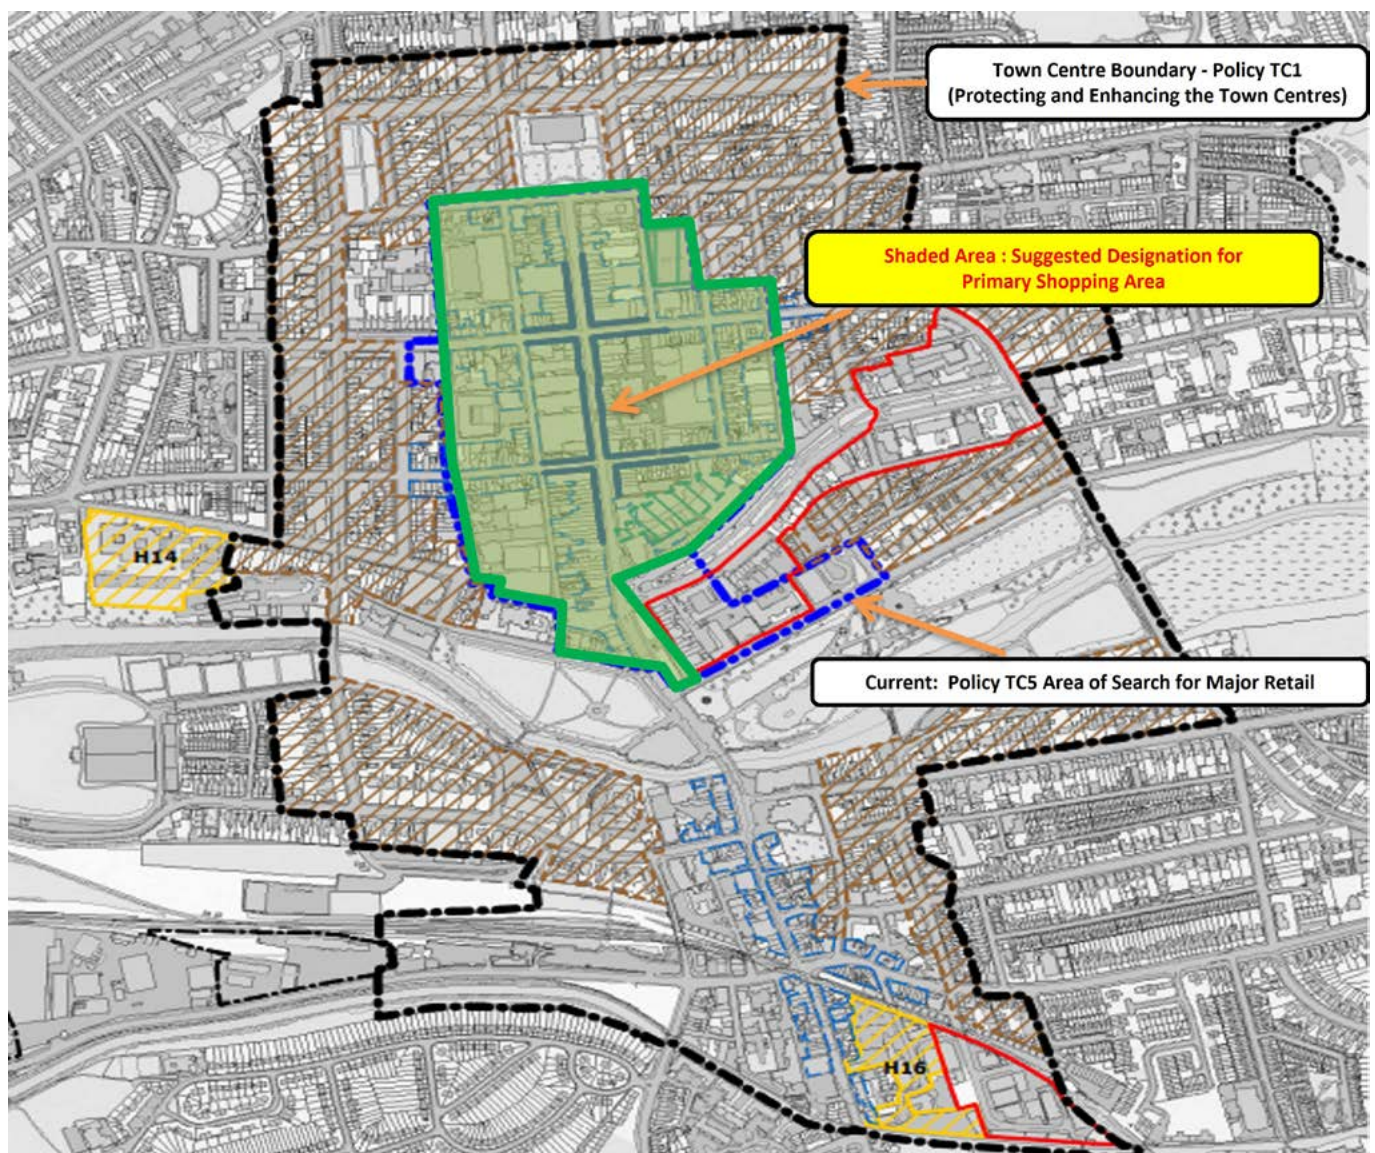 Town Centre Boundary - Policy TC1
(Protecting and Enhancing the Town Centres)
Shaded Area : Suggested Designation for
Primary Shopping Area
H14
Current:  Policy TC5 Area of Search for Major Retail
H16